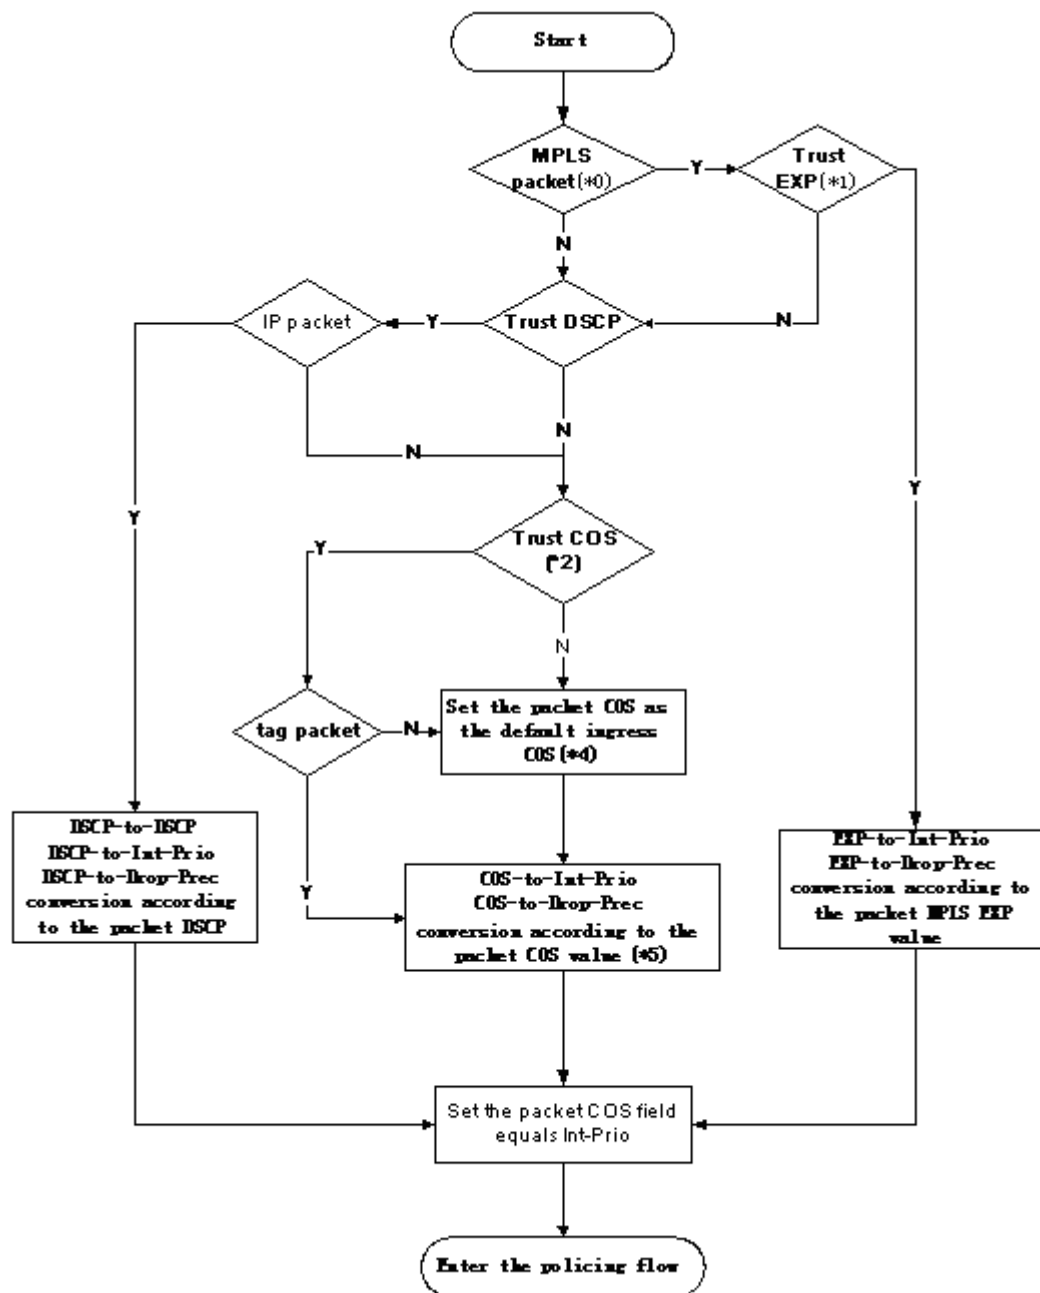 Start
MPLS
packet(*0)
Y
Trust
EXP(*1)
N
IP packet
Y
Trust DSCP
N
N
N
Y
Y
Trust COS
(*2)
Y
N
tag packet
N
Set the packet COS as
the default ingress
COS(*4)
DSCP-to-DSCP
DSCP-to-Int-Prio
DSCP-to-Drop-Prec
conversion according
to the packet DSCP
Y
COS-to-Int-Prio
COS-to-Drop-Prec
conversion according to the
packet COS value (*5)
EXP-to-Int-Prio
EXP-to-Drop-Prec
conversion according to
the packet MPLS EXP
value
Set the packet COS field
equals Int-Prio
Enter the policing flow